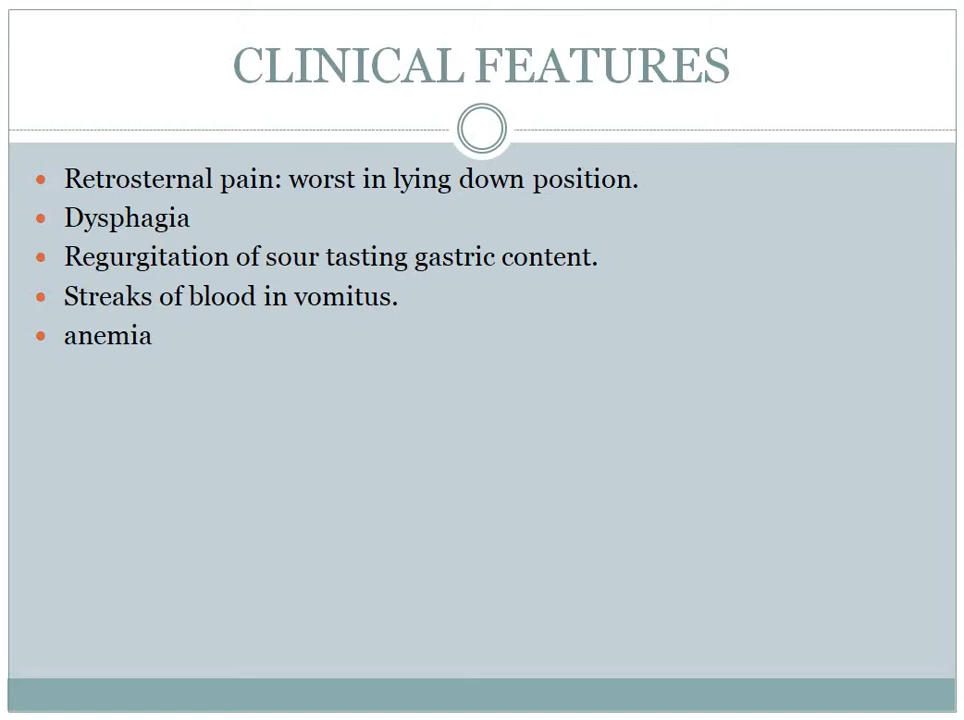 CLINICAL FEATURES
Retrosternal pain: worst in lying down position.
Dysphagia
Regurgitation of sour tasting gastric content.
Streaks of blood in vomitus.
anemia